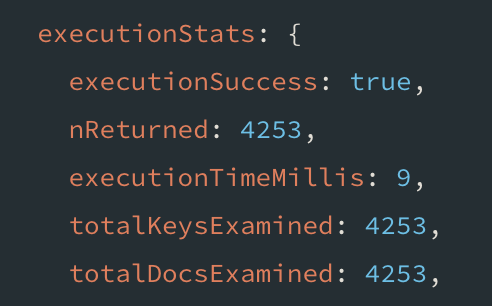 executionStats: {
executionSuccess: true,
nReturned: 4253,
executionTimeMillis: 9,
totalKeysExamined: 4253,
totalDocsExamined: 4253,